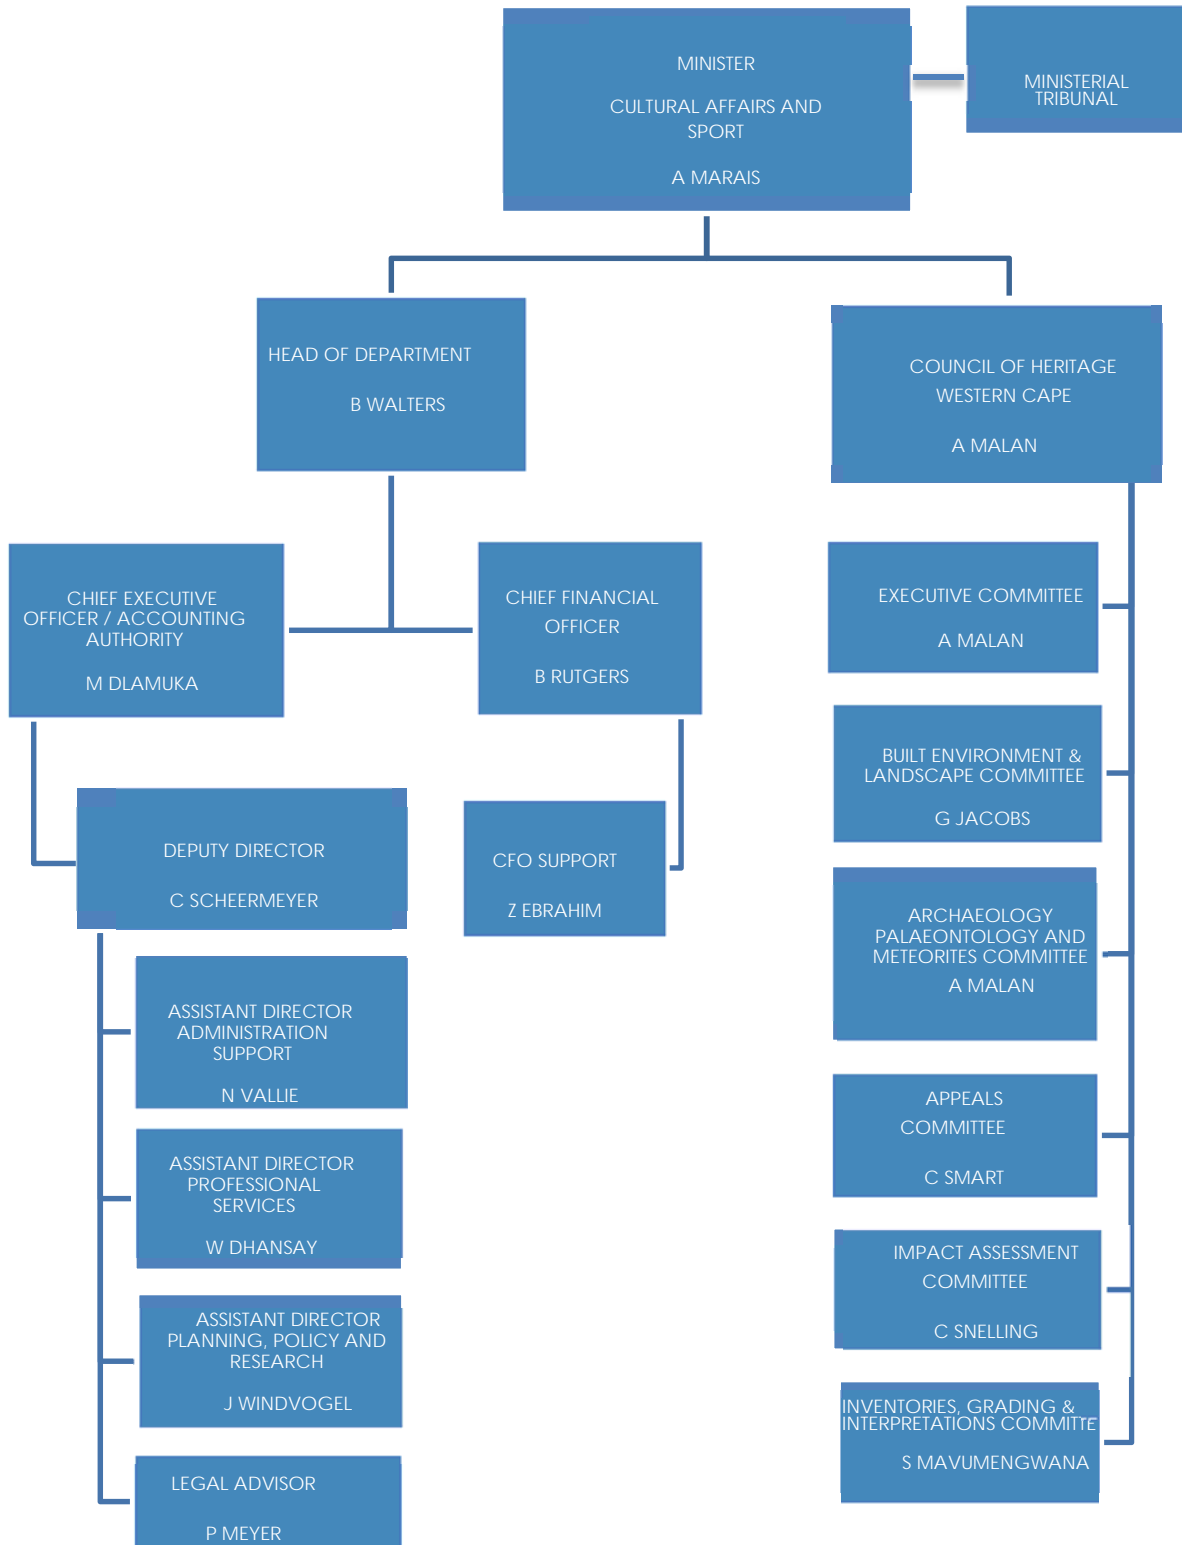 MINISTER
CULTURAL AFFAIRS AND
SPORT
A MARAIS
MINISTERIAL
TRIBUNAL
HEAD OF DEPARTMENT
B WALTERS
COUNCIL OF HERITAGE
WESTERN CAPE
A MALAN
CHIEF EXECUTIVE
OFFICER / ACCOUNTING
AUTHORITY
M DLAMUKA
CHIEF FINANCIAL
OFFICER
B RUTGERS
DEPUTY DIRECTOR
C SCHEERMEYER
CFO SUPPORT
Z EBRAHIM
ASSISTANT DIRECTOR
ADMINISTRATION
SUPPORT
N VALLIE
ASSISTANT DIRECTOR
PROFESSIONAL
SERVICES
W DHANSAY
ASSISTANT DIRECTOR
PLANNING, POLICY AND
RESEARCH
J WINDVOGEL
LEGAL ADVISOR
P MEYER
EXECUTIVE COMMITTEE
A MALAN
BUILT ENVIRONMENT &
LANDSCAPE COMMITTEE
G JACOBS
ARCHAEOLOGY
PALAEONTOLOGY AND
METEORITES COMMITTEE
A MALAN
APPEALS
COMMITTEE
C SMART
IMPACT ASSESSMENT
COMMITTEE
C SNELLING
INVENTORIES, GRADING &
INTERPRETATIONS COMMITTE
S MAVUMENGWANA